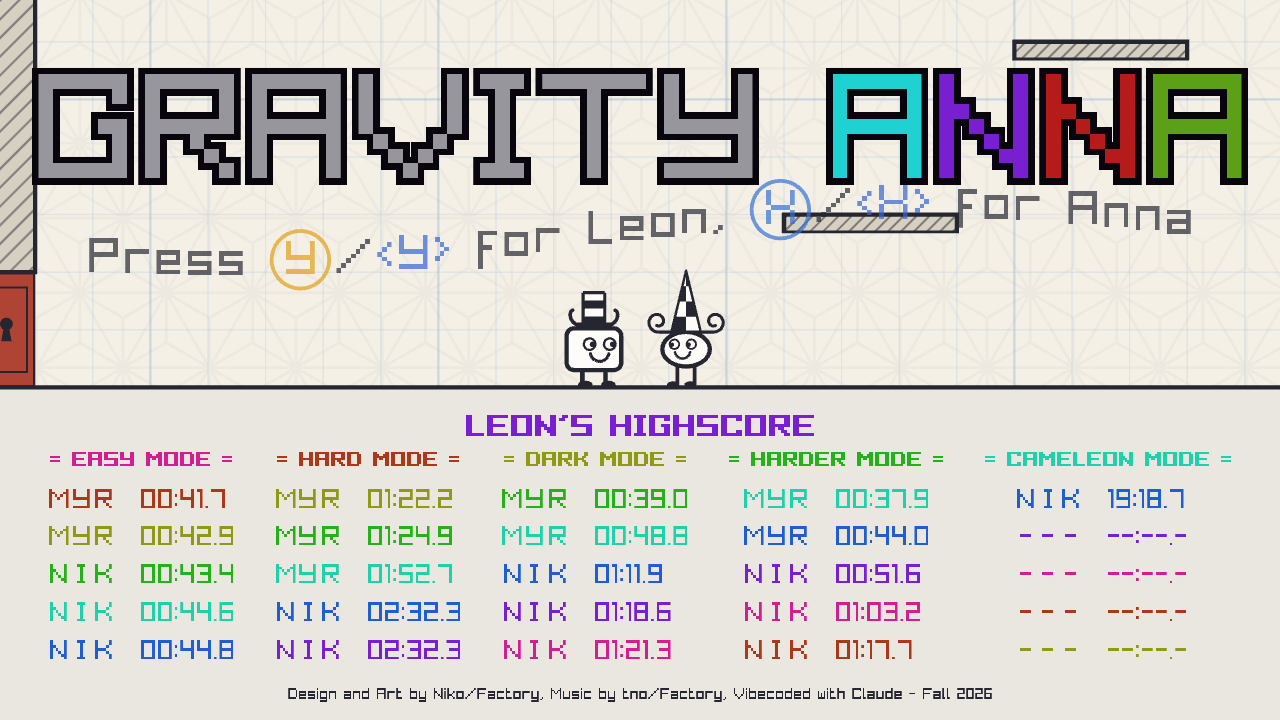 GRAVITY ANNA
Press Y/<Y> for Leon, X/<X> for Anna
LEON'S HIGHSCORE
= EASY MODE = = HARD MODE = = DARK MODE = = HARDER MODE = = CAMELEON MODE =
MYR 00:41.7 MYR 01:22.2 MYR 00:39.0 MYR 00:37.9 NIK 19:18.7
MYR 00:42.9 MYR 01:24.9 MYR 00:48.8 MYR 00:44.0 - - - --:--.-
NIK 00:43.4 MYR 01:52.7 NIK 01:11.9 NIK 00:51.6 - - - --:--.-
NIK 00:44.6 NIK 02:32.3 NIK 01:18.6 NIK 01:03.2 - - - --:--.-
NIK 00:44.8 NIK 02:32.3 NIK 01:21.3 NIK 01:17.7 - - - --:--.-
Design and Art by Niko/Factory, Music by tno/Factory, Vibecoded with Claude - Fall 2026